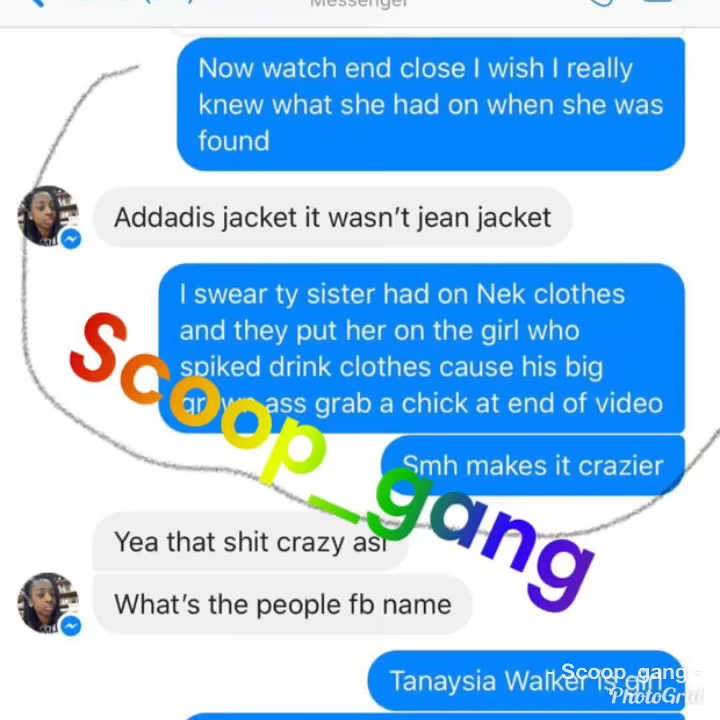 Messenger
Now watch end close I wish I really
knew what she had on when she was
found
Addadis jacket it wasn't jean jacket
I swear ty sister had on Nek clothes
and they put her on the girl who
spiked drink clothes cause his big
grown ass grab a chick at end of video
Smh makes it crazier
Scoop_gang
Yea that shit crazy asf
What's the people fb name
Tanaysia Walker is girl
- Scoop_gang -
PhotoGrid